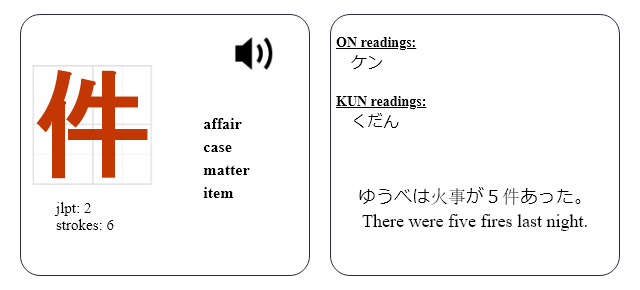 件
affair
case
matter
item
jlpt: 2
strokes: 6
ON readings:
ケン
KUN readings:
くだん
ゆうべは火事が５件あった。
There were five fires last night.